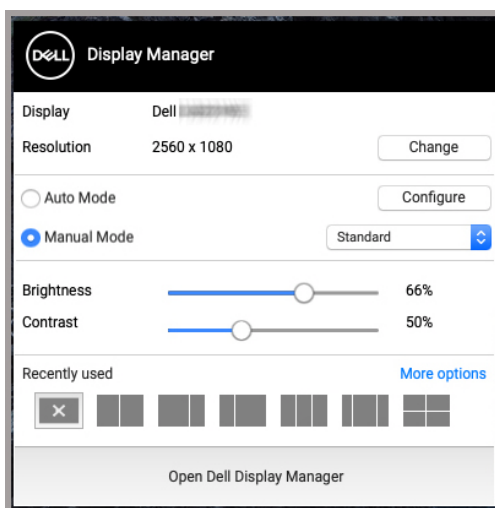 DELL Display Manager
Display Dell
Resolution 2560 x 1080 Change
Auto Mode Configure
Manual Mode Standard
Brightness 66%
Contrast 50%
Recently used More options
Open Dell Display Manager